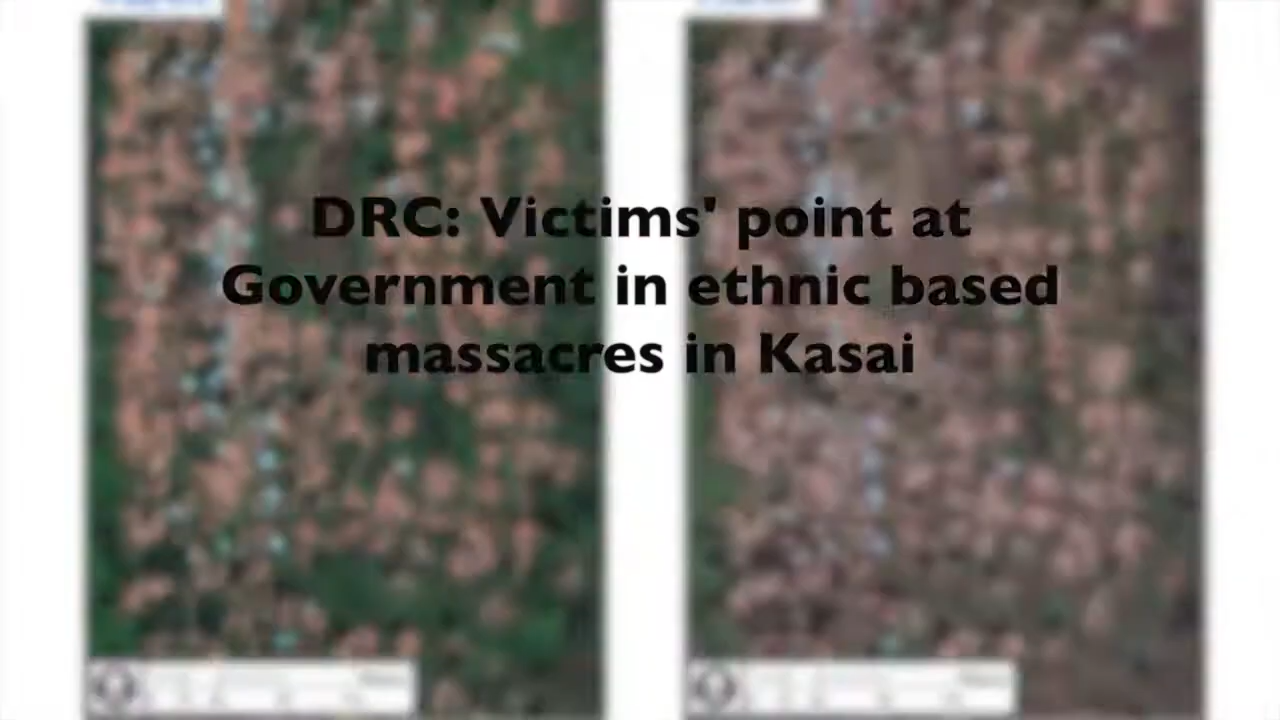 DRC: Victims' point at
Government in ethnic based
massacres in Kasai